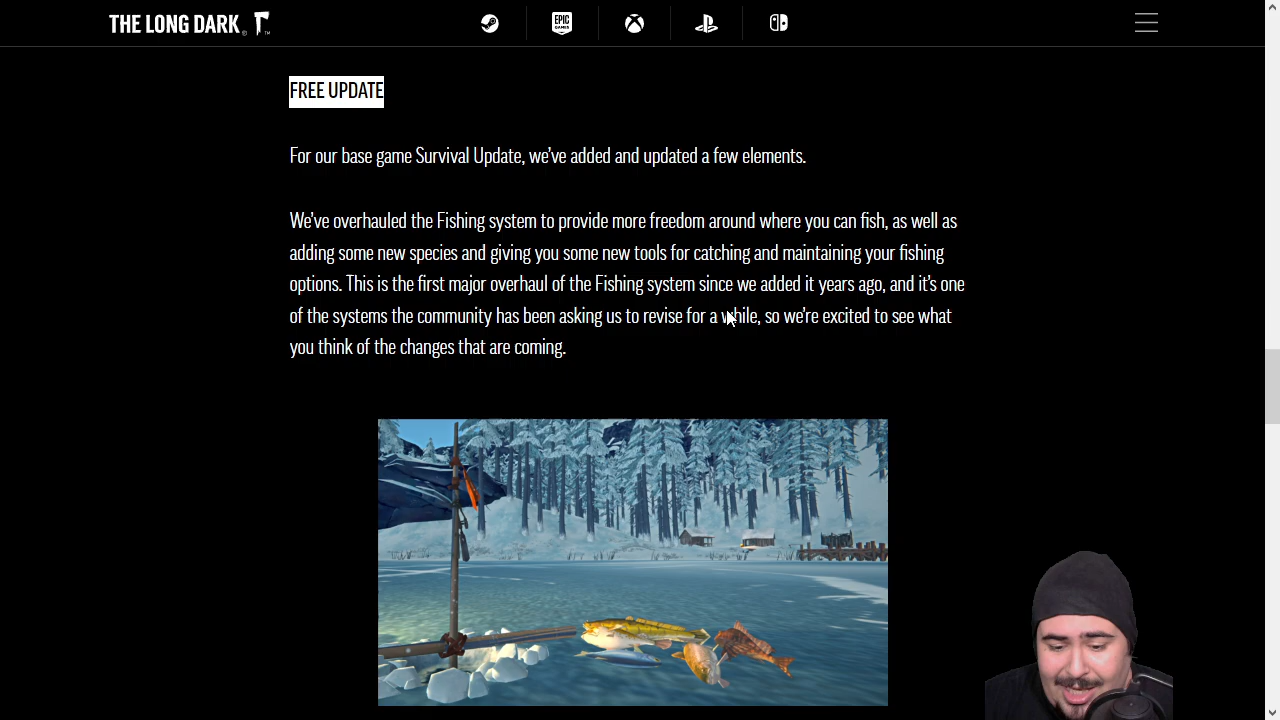 THE LONG DARK
EPIC
GAMES
FREE UPDATE
For our base game Survival Update, we've added and updated a few elements.
We've overhauled the Fishing system to provide more freedom around where you can fish, as well as
adding some new species and giving you some new tools for catching and maintaining your fishing
options. This is the first major overhaul of the Fishing system since we added it years ago, and it's one
of the systems the community has been asking us to revise for a while, so we're excited to see what
you think of the changes that are coming.